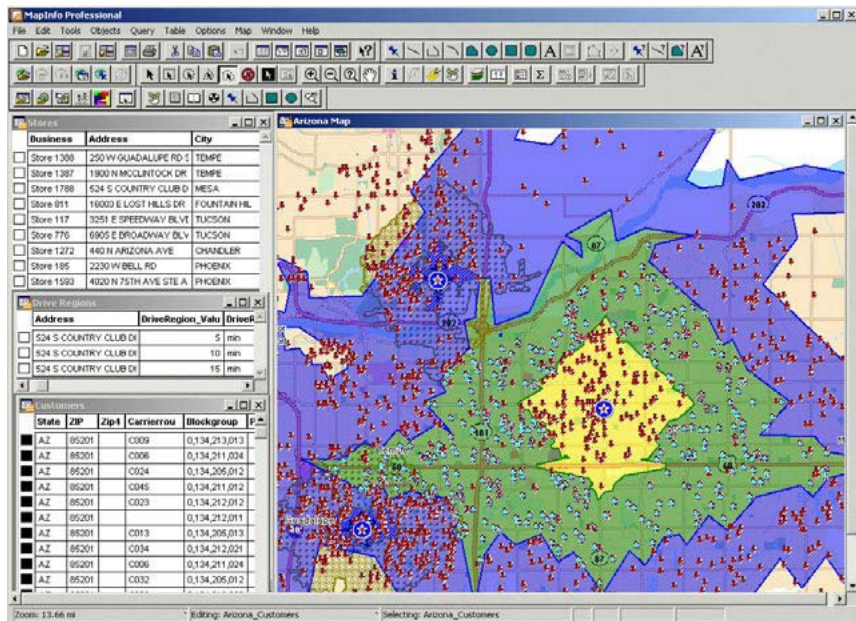 MapInfo Professional
File Edit Tools Objects Query Table Options Map Window Help
Stores
Business Address City
Store 1388 250 W GUADALUPE RD S TEMPE
Store 1387 1900 N MCCLINTOCK DR TEMPE
Store 1788 524 S COUNTRY CLUB D MESA
Store 811 16003 E LOST HILLS DR FOUNTAIN HIL
Store 117 3251 E SPEEDWAY BLVD TUCSON
Store 776 6905 E BROADWAY BLV TUCSON
Store 1272 440 N ARIZONA AVE CHANDLER
Store 185 2230 W BELL RD PHOENIX
Store 1593 4020 N 75TH AVE STE A PHOENIX
Drive Regions
Address DriveRegion_Valu DriveR
524 S COUNTRY CLUB DI 5 min
524 S COUNTRY CLUB DI 10 min
524 S COUNTRY CLUB DI 15 min
Customers
State ZIP Zip4 Carrierrou Blockgroup
AZ 85201 C009 0,134,213,013
AZ 85201 C006 0,134,211,024
AZ 85201 C024 0,134,205,012
AZ 85201 C045 0,134,211,012
AZ 85201 C023 0,134,212,012
AZ 85201 0,134,212,011
AZ 85201 C013 0,134,205,013
AZ 85201 C034 0,134,212,021
AZ 85201 C006 0,134,211,024
AZ 85201 C032 0,134,205,012
Arizona Map
202
87
202
101
60
60
87
Zoom: 13.66 mi Editing: Arizona_Customers Selecting: Arizona_Customers